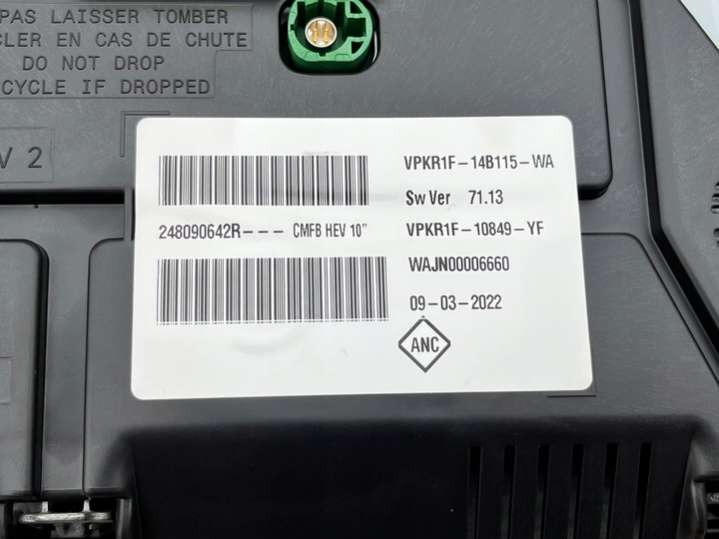 PAS LAISSER TOMBER
CLER EN CAS DE CHUTE
DO NOT DROP
CYCLE IF DROPPED
V 2
VPKR1F-14B115-WA
Sw Ver 71.13
248090642R--- CMFB HEV 10"
VPKR1F-10849-YF
WAJN00006660
09-03-2022
ANC